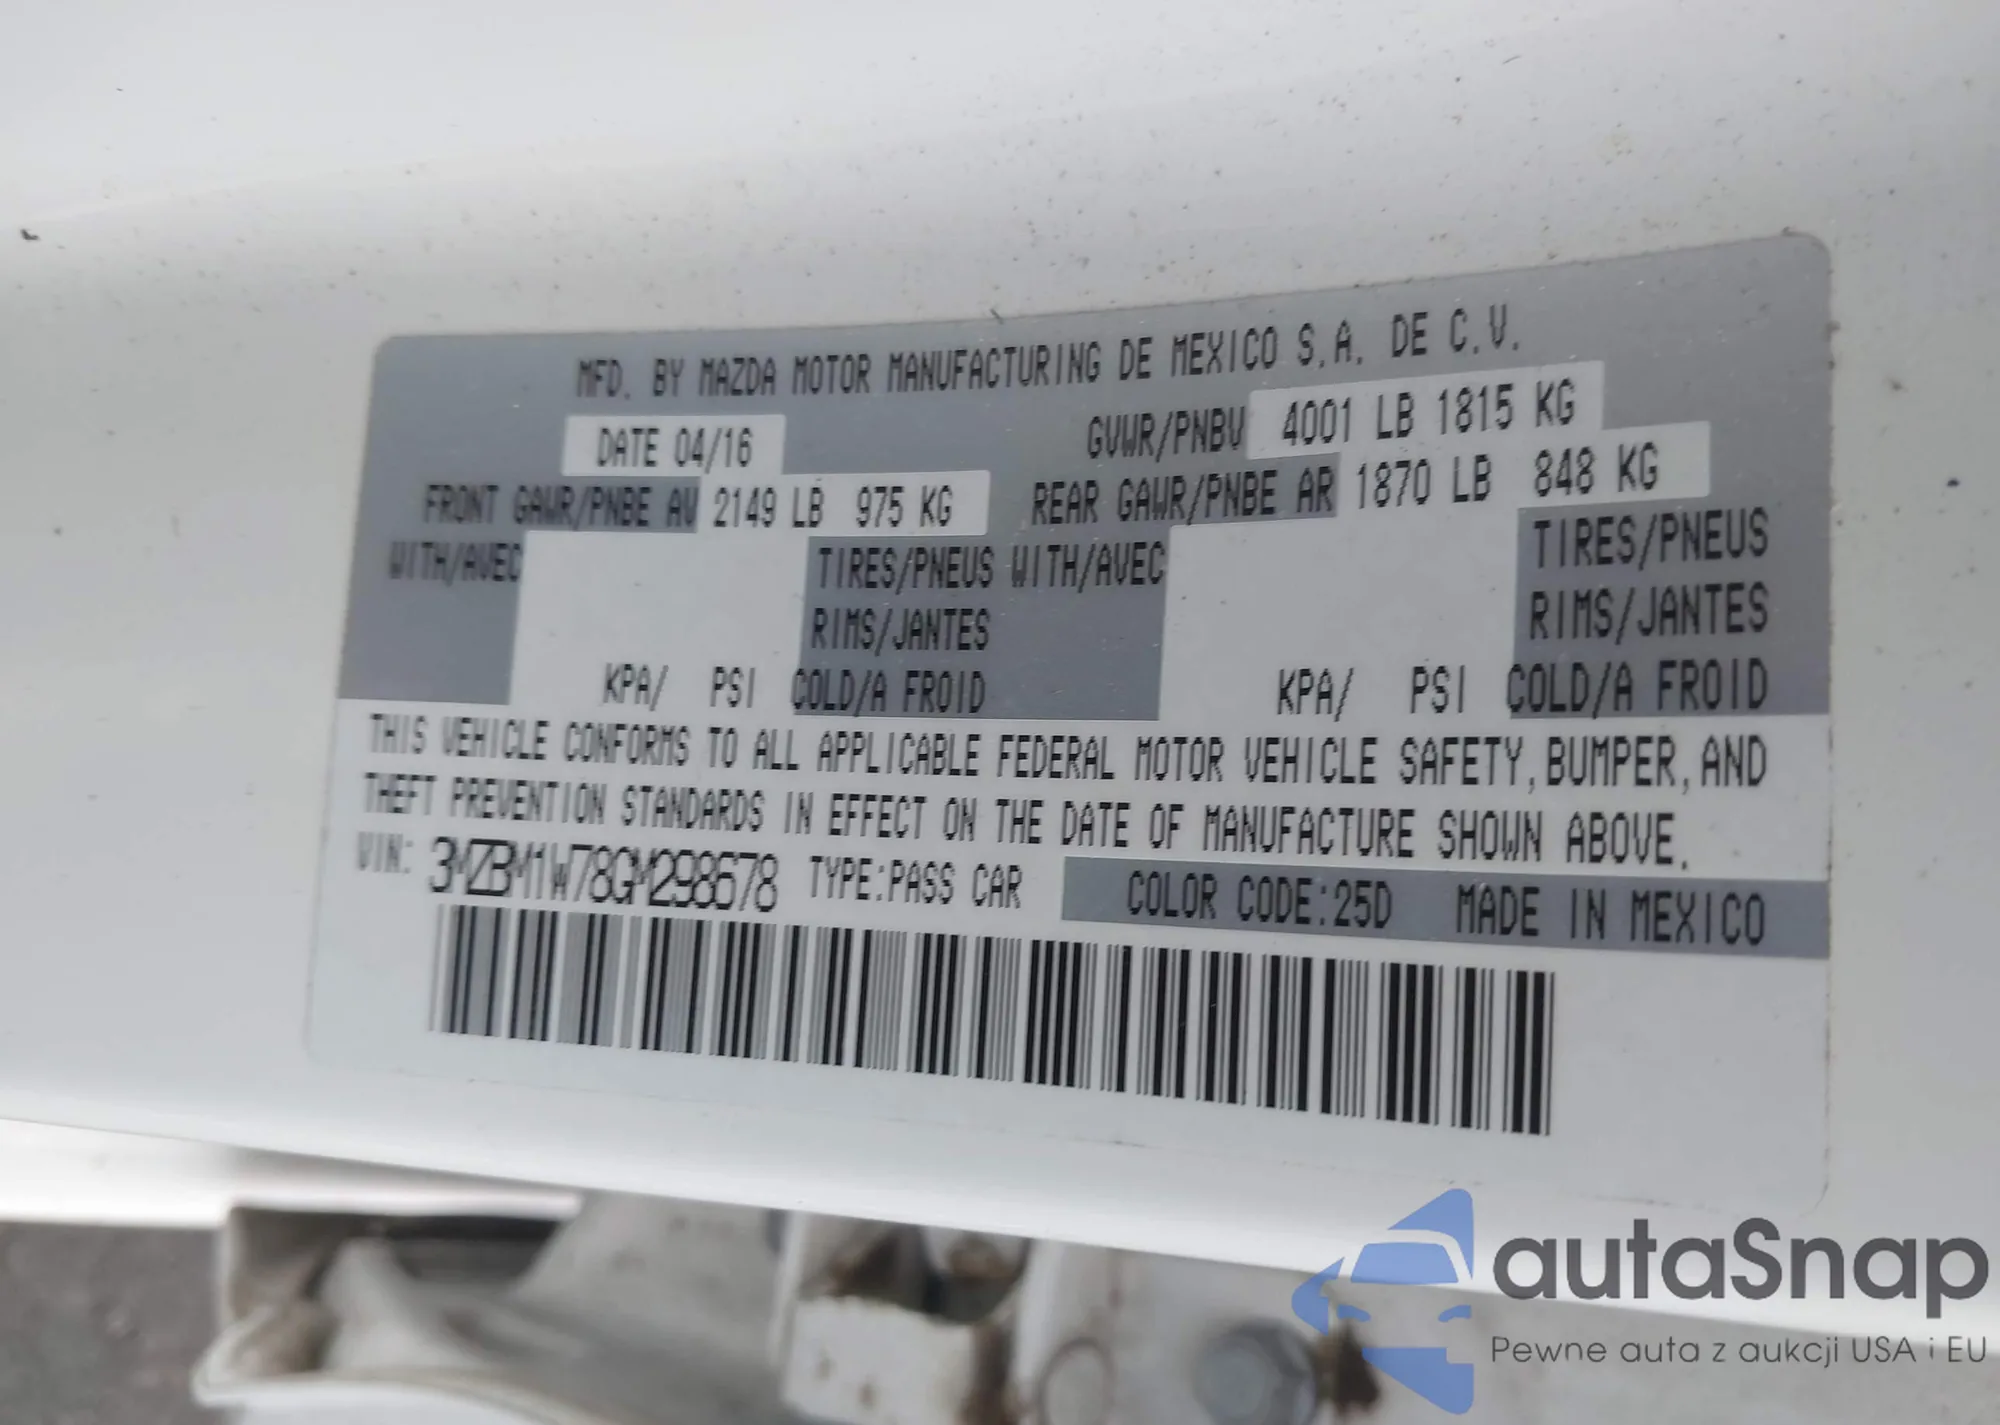 MFD. BY MAZDA MOTOR MANUFACTURING DE MEXICO S.A. DE C.V.
DATE 04/16 GVWR/PNBV 4001 LB 1815 KG
FRONT GAWR/PNBE AV 2149 LB 975 KG REAR GAWR/PNBE AR 1870 LB 848 KG
WITH/AVEC TIRES/PNEUS WITH/AVEC TIRES/PNEUS
RIMS/JANTES RIMS/JANTES
KPA/ PSI COLD/A FROID KPA/ PSI COLD/A FROID
THIS VEHICLE CONFORMS TO ALL APPLICABLE FEDERAL MOTOR VEHICLE SAFETY, BUMPER, AND
THEFT PREVENTION STANDARDS IN EFFECT ON THE DATE OF MANUFACTURE SHOWN ABOVE.
VIN: 3MZBM1W78GM298678 TYPE:PASS CAR COLOR CODE:25D MADE IN MEXICO
autaSnap
Pewne auta z aukcji USA i EU